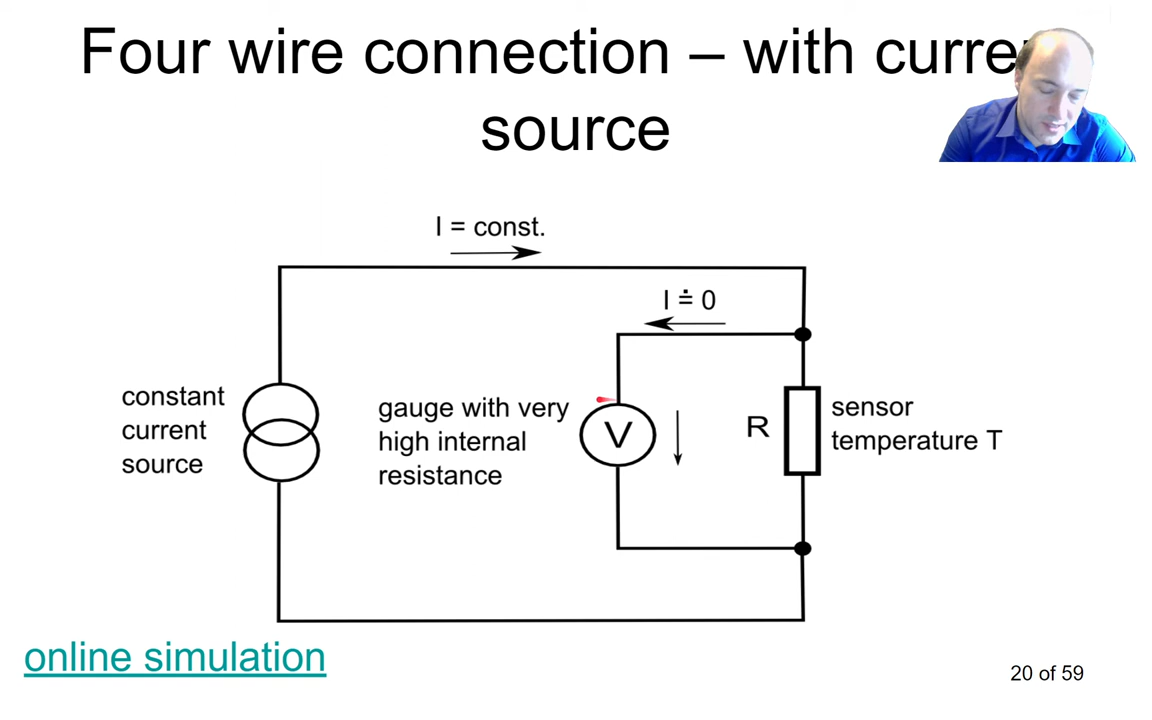 Four wire connection – with curre
source
I = const.
I ≐ 0
constant
current
source
gauge with very
high internal
resistance
V
R
sensor
temperature T
online simulation
20 of 59